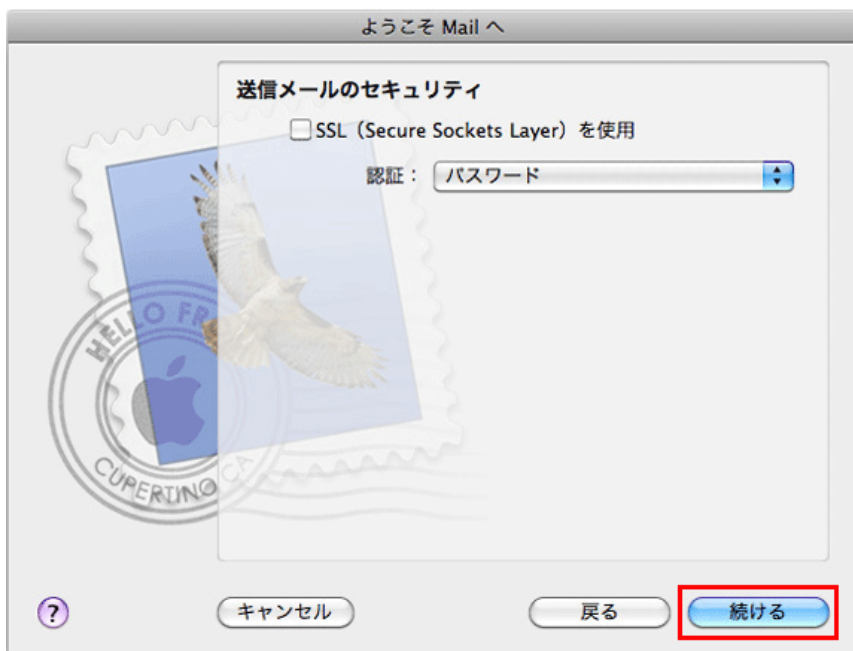 ようこそ Mail へ
送信メールのセキュリティ
SSL（Secure Sockets Layer）を使用
認証： パスワード
HELLO FR
CUPERTINO CA
? キャンセル 戻る 続ける